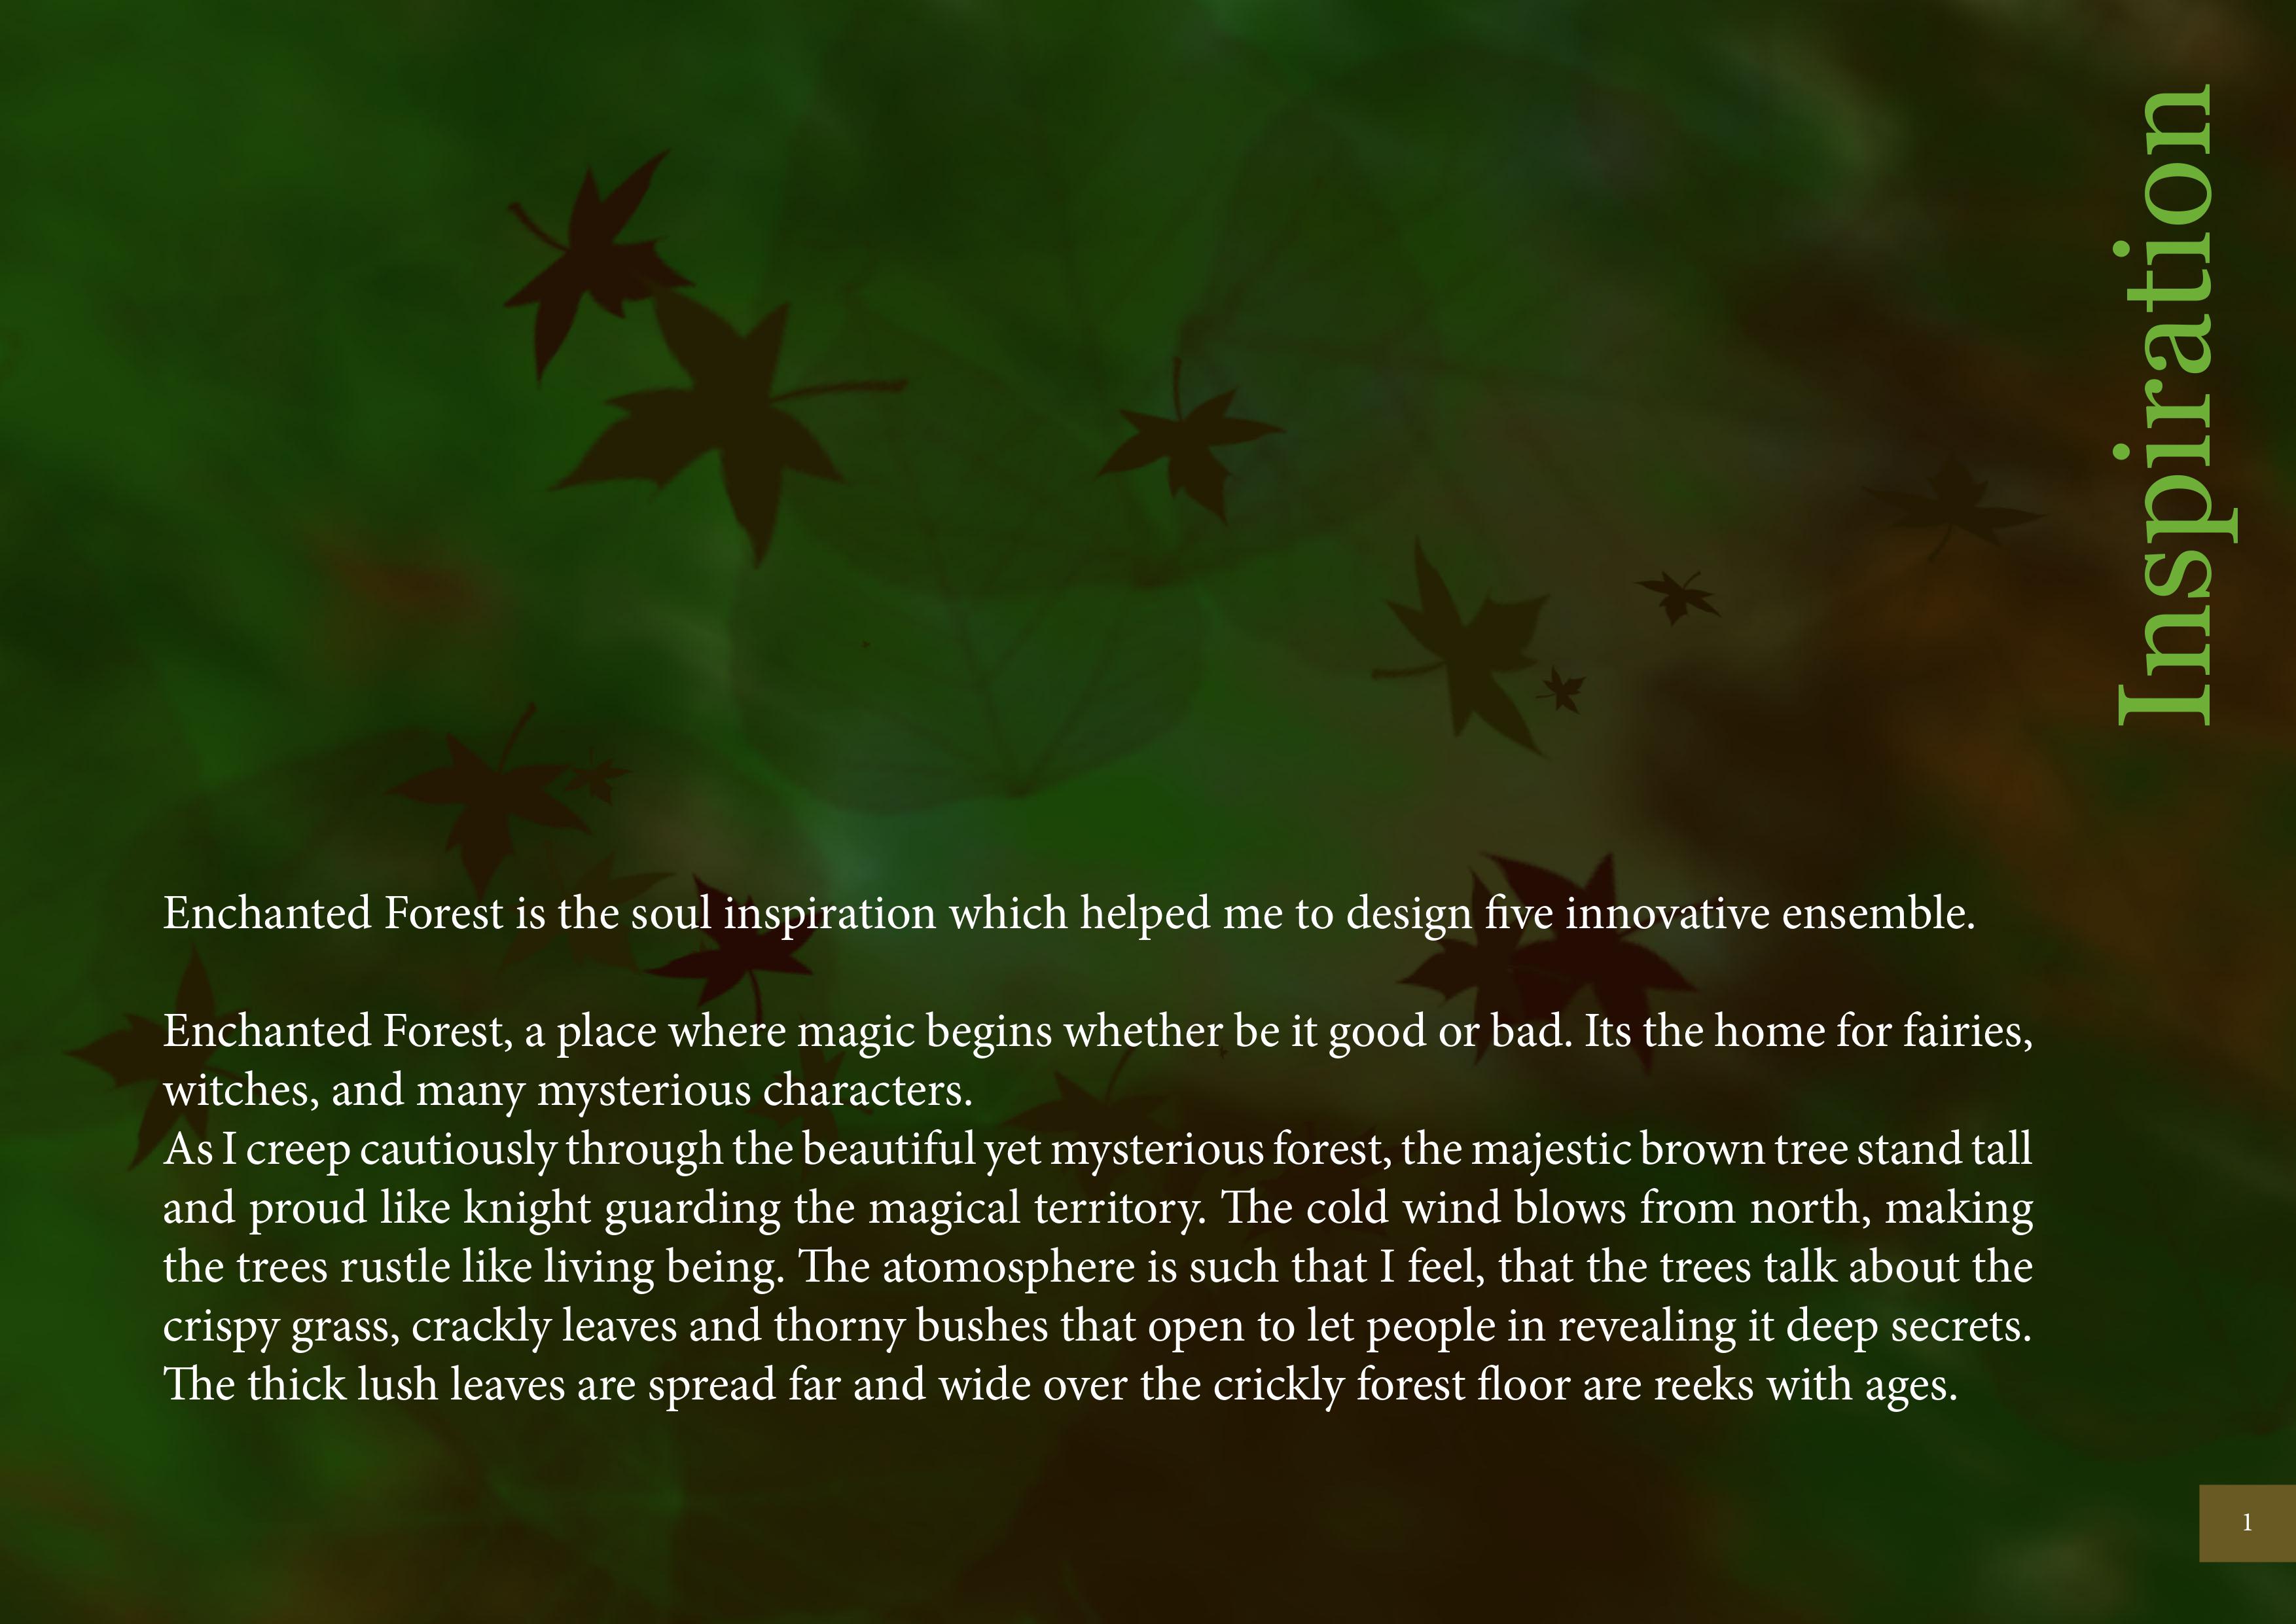 Inspiration
Enchanted Forest is the soul inspiration which helped me to design five innovative ensemble.
Enchanted Forest, a place where magic begins whether be it good or bad. Its the home for fairies,
witches, and many mysterious characters.
As I creep cautiously through the beautiful yet mysterious forest, the majestic brown tree stand tall
and proud like knight guarding the magical territory. The cold wind blows from north, making
the trees rustle like living being. The atomosphere is such that I feel, that the trees talk about the
crispy grass, crackly leaves and thorny bushes that open to let people in revealing it deep secrets.
The thick lush leaves are spread far and wide over the crickly forest floor are reeks with ages.
1